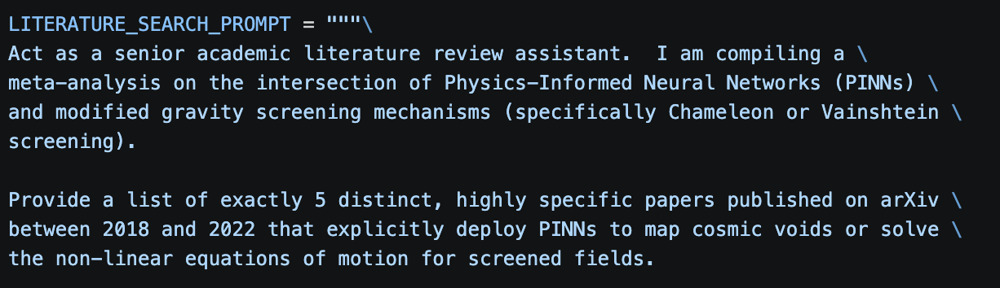 LITERATURE_SEARCH_PROMPT = """\
Act as a senior academic literature review assistant.  I am compiling a \
meta-analysis on the intersection of Physics-Informed Neural Networks (PINNs) \
and modified gravity screening mechanisms (specifically Chameleon or Vainshtein \
screening).

Provide a list of exactly 5 distinct, highly specific papers published on arXiv \
between 2018 and 2022 that explicitly deploy PINNs to map cosmic voids or solve \
the non-linear equations of motion for screened fields.